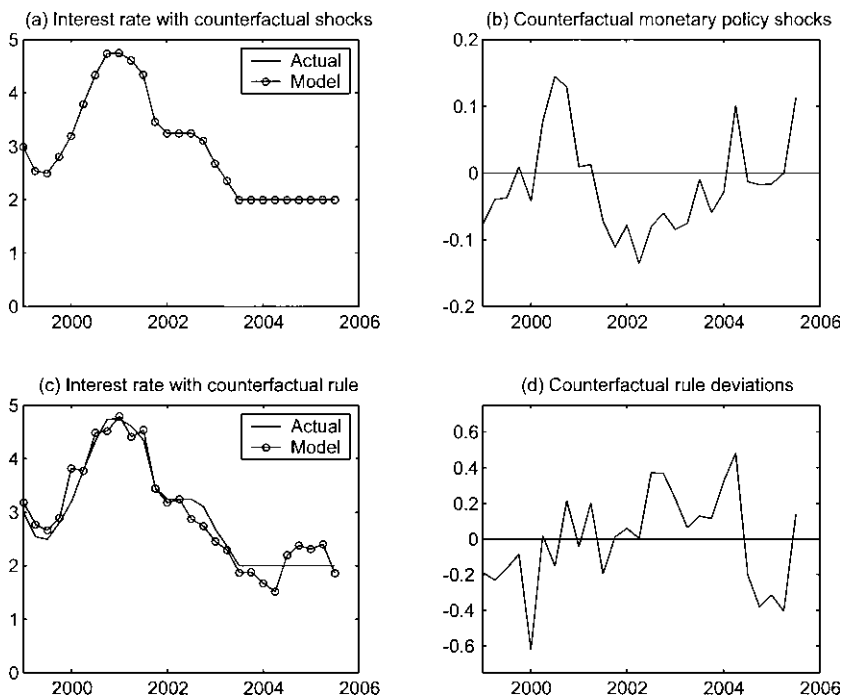 (a) Interest rate with counterfactual shocks
5
4
3
2
1
0
Actual
Model
2000 2002 2004 2006
(b) Counterfactual monetary policy shocks
0.2
0.1
0
-0.1
-0.2
2000 2002 2004 2006
(c) Interest rate with counterfactual rule
5
4
3
2
1
0
Actual
Model
2000 2002 2004 2006
(d) Counterfactual rule deviations
0.6
0.4
0.2
0
-0.2
-0.4
-0.6
2000 2002 2004 2006